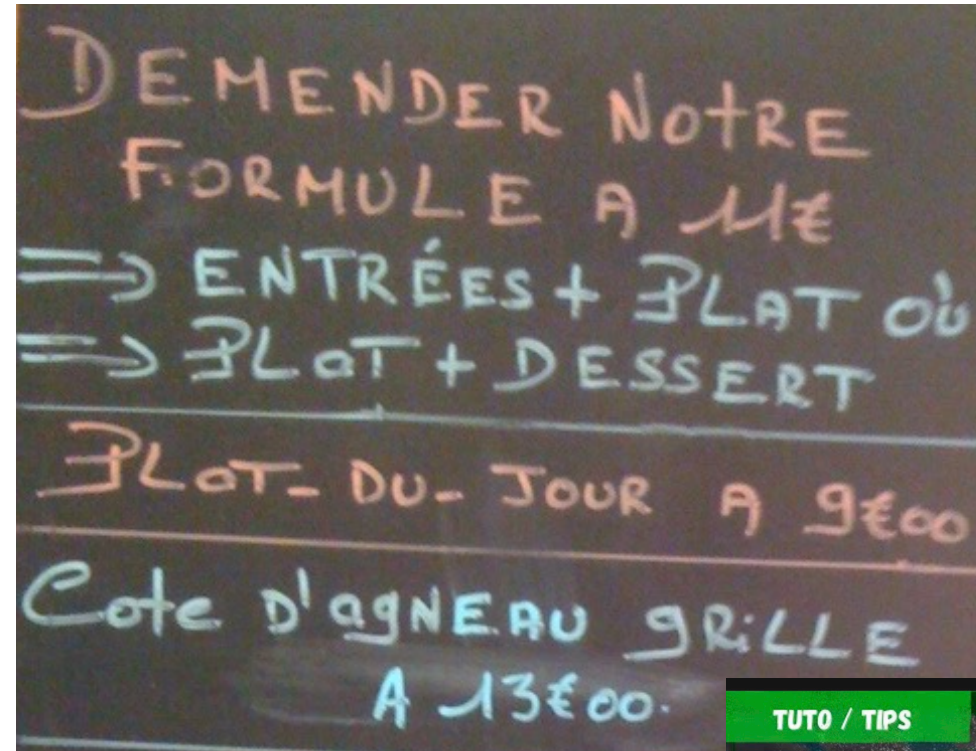 DEMENDER NOTRE
FORMULE A 11€
=> ENTRÉES + PLAT OÙ
=> PLaT + DESSERT
PLaT - DU - JOUR A 9€00
Cote D'agNEAU gRiLLE
A 13€00.
TUTO / TIPS